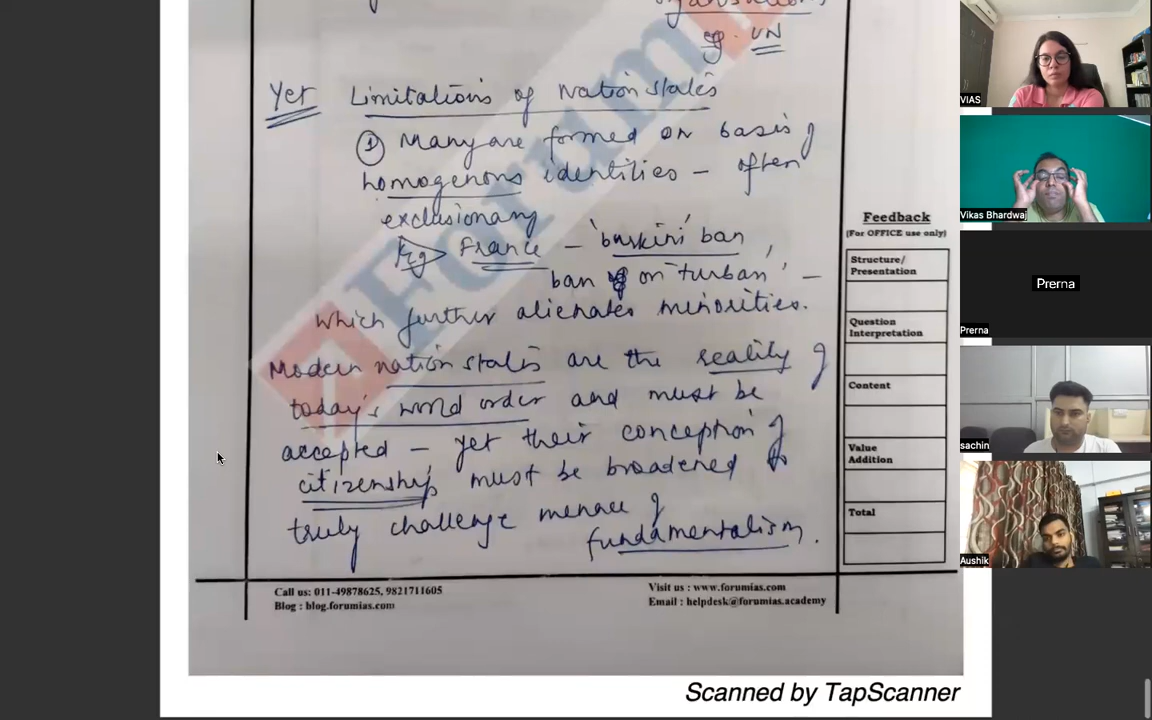 organisations
eg. UN
Yet Limitations of Nation states
① Many are formed on basis of
homogenous identities – often
exclusionary
Eg> France – 'burkini' ban,
ban on 'turban' –
which further alienates minorities.
Modern nation states are the reality of
today's world order and must be
accepted – yet their conception of
citizenship must be broadened to
truly challenge menace of
fundamentalism.
Feedback
(For OFFICE use only)
Structure/
Presentation
Question
Interpretation
Content
Value
Addition
Total
Call us: 011-49878625, 9821711605
Blog : blog.forumias.com
Visit us : www.forumias.com
Email : helpdesk@forumias.academy
Scanned by TapScanner
Forum
VIAS
Vikas Bhardwaj
Prerna
Prerna
sachin
Aushik